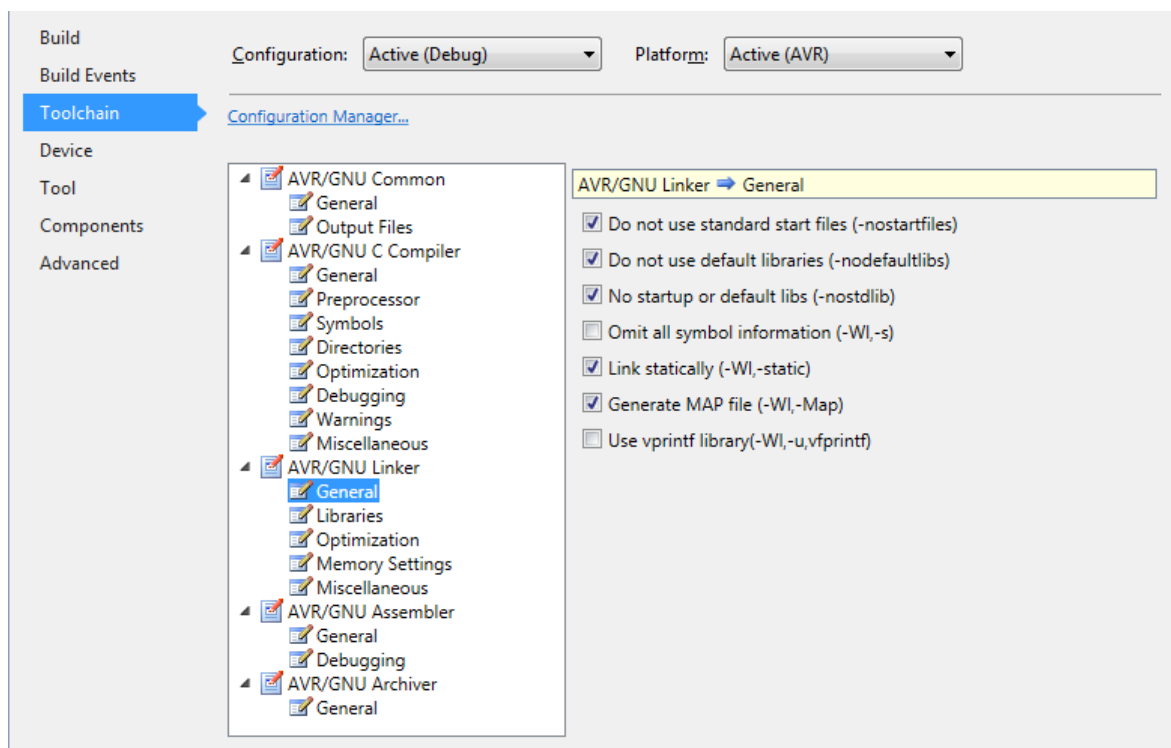 Build
Build Events
Toolchain
Device
Tool
Components
Advanced
Configuration: Active (Debug) Platform: Active (AVR)
Configuration Manager...
AVR/GNU Common
General
Output Files
AVR/GNU C Compiler
General
Preprocessor
Symbols
Directories
Optimization
Debugging
Warnings
Miscellaneous
AVR/GNU Linker
General
Libraries
Optimization
Memory Settings
Miscellaneous
AVR/GNU Assembler
General
Debugging
AVR/GNU Archiver
General
AVR/GNU Linker ➡ General
Do not use standard start files (-nostartfiles)
Do not use default libraries (-nodefaultlibs)
No startup or default libs (-nostdlib)
Omit all symbol information (-Wl,-s)
Link statically (-Wl,-static)
Generate MAP file (-Wl,-Map)
Use vprintf library(-Wl,-u,vfprintf)